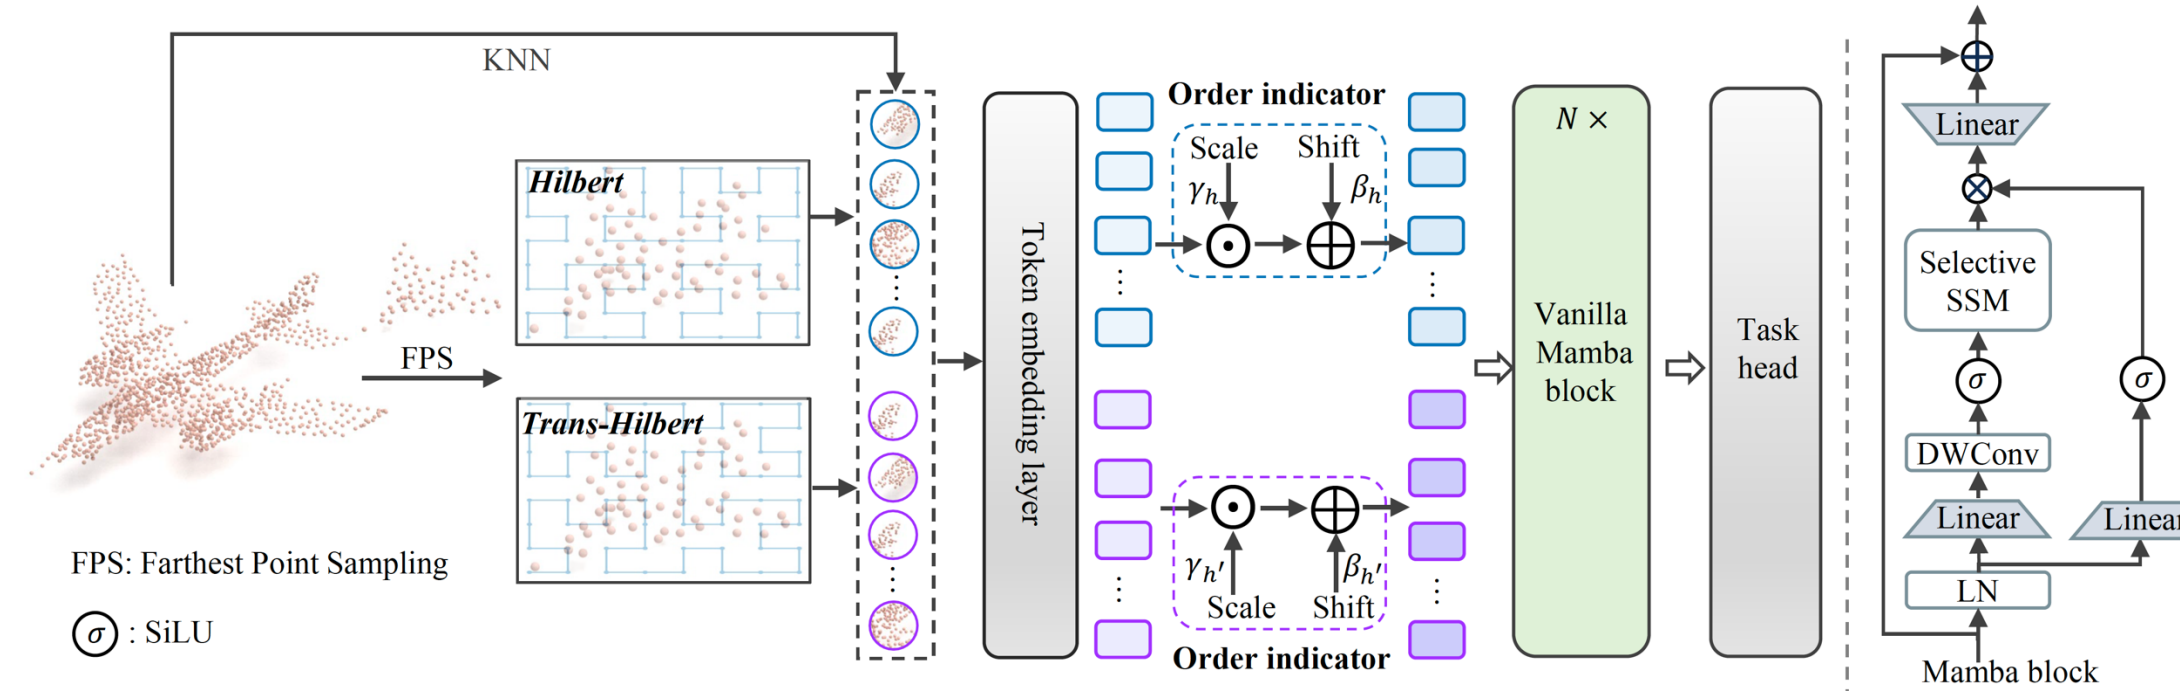 KNN
Hilbert
FPS
Trans-Hilbert
FPS: Farthest Point Sampling
σ : SiLU
Token embedding layer
Order indicator
Scale
Shift
γh
βh
γh′
βh′
Scale
Shift
Order indicator
N ×
Vanilla
Mamba
block
Task
head
Linear
Selective
SSM
σ
σ
DWConv
Linear
Linear
LN
Mamba block